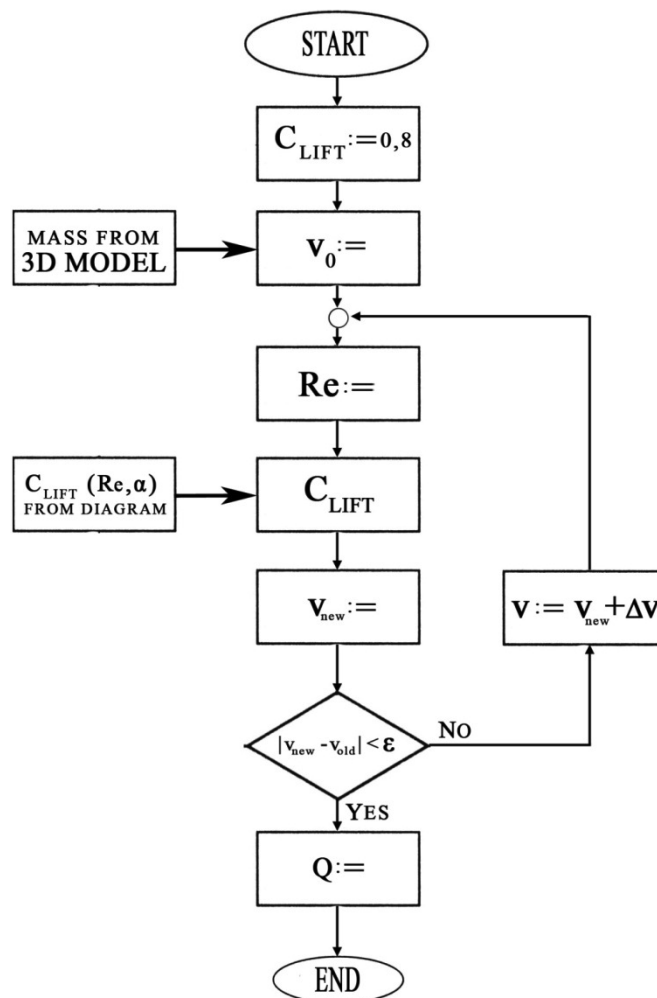 START
C_LIFT := 0,8
MASS FROM
3D MODEL
v_0 :=
Re :=
C_LIFT (Re, α)
FROM DIAGRAM
C_LIFT
v_new :=
v := v_new + Δv
|v_new - v_old| < ε
NO
YES
Q :=
END